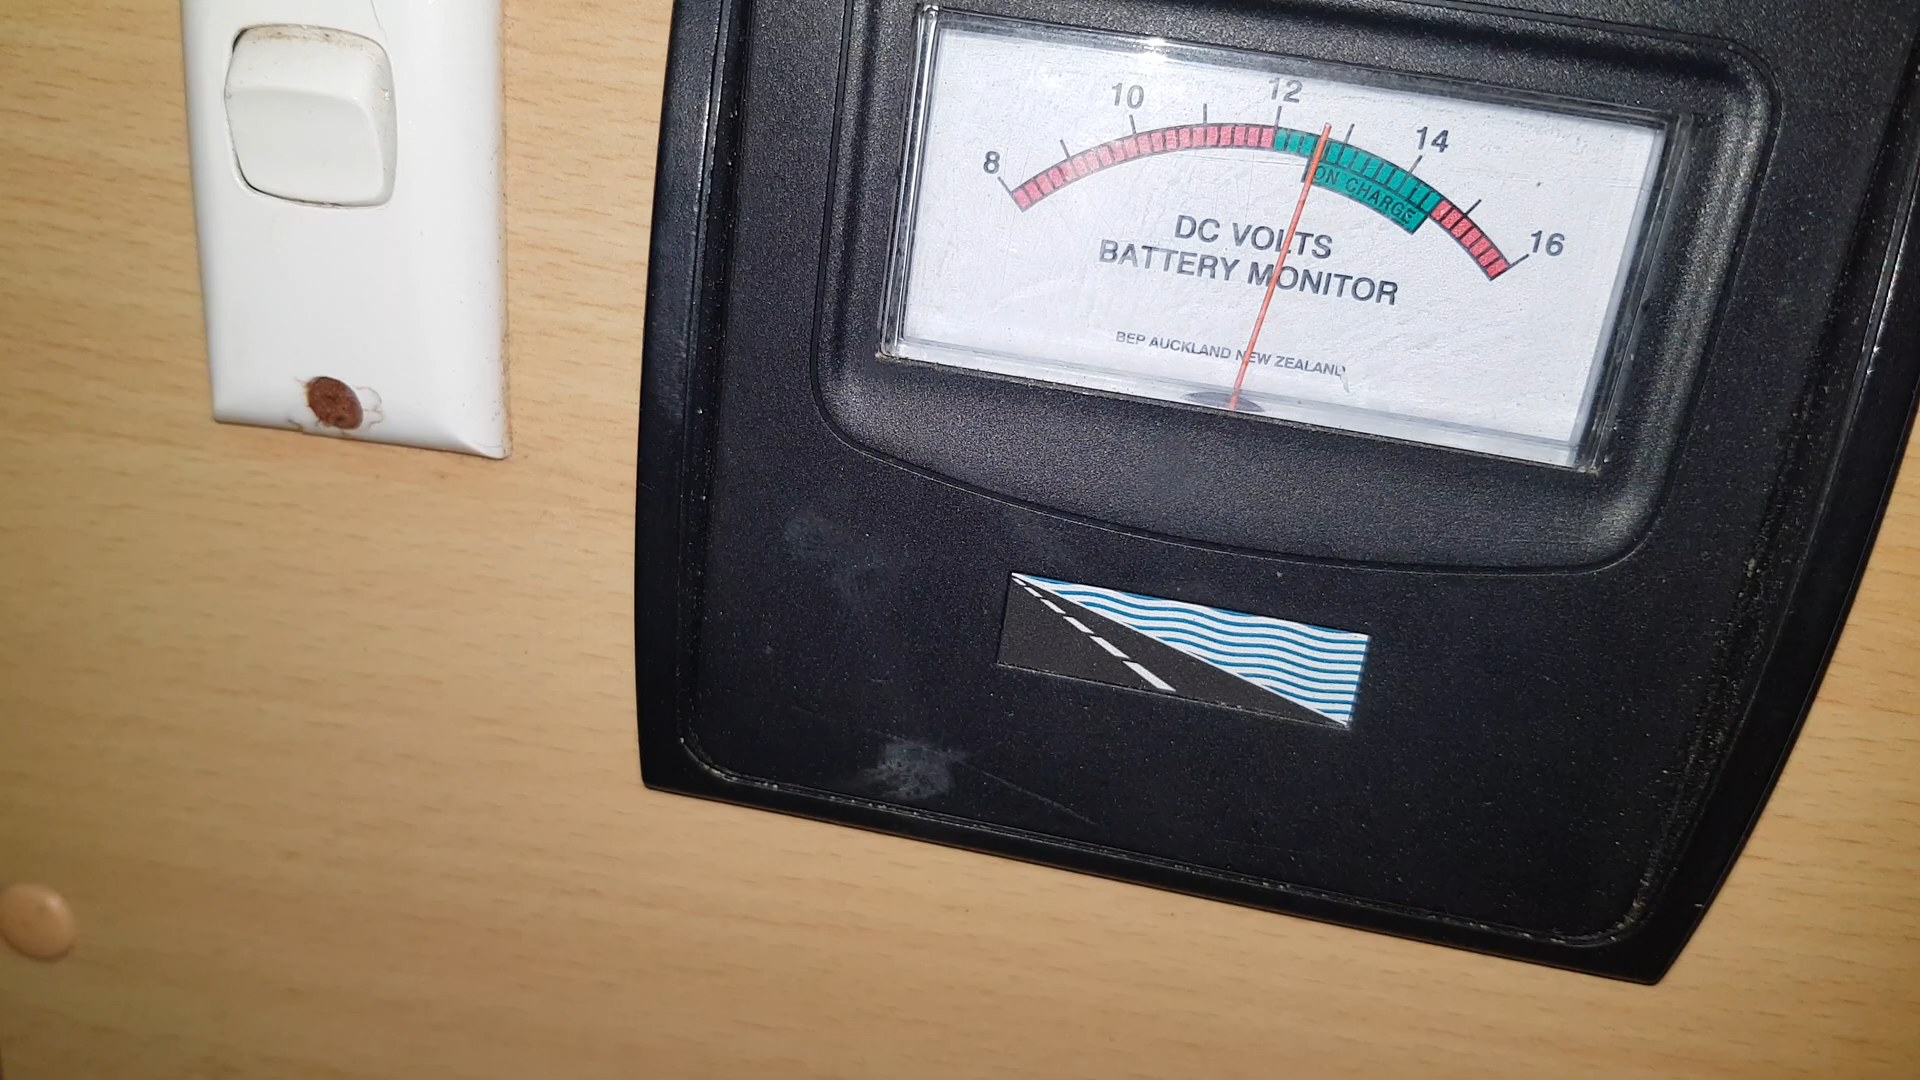 8 10 12 14 16
ON CHARGE
DC VOLTS
BATTERY MONITOR
BEP AUCKLAND NEW ZEALAND